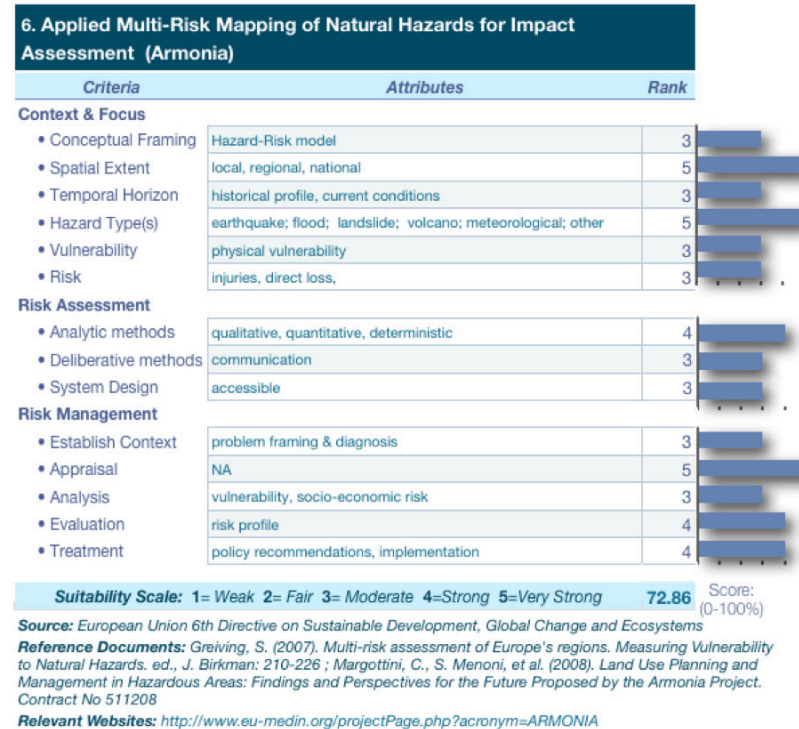 6. Applied Multi-Risk Mapping of Natural Hazards for Impact
Assessment (Armonia)
Criteria Attributes Rank
Context & Focus
• Conceptual Framing Hazard-Risk model 3
• Spatial Extent local, regional, national 5
• Temporal Horizon historical profile, current conditions 3
• Hazard Type(s) earthquake; flood; landslide; volcano; meteorological; other 5
• Vulnerability physical vulnerability 3
• Risk injuries, direct loss, 3
Risk Assessment
• Analytic methods qualitative, quantitative, deterministic 4
• Deliberative methods communication 3
• System Design accessible 3
Risk Management
• Establish Context problem framing & diagnosis 3
• Appraisal NA 5
• Analysis vulnerability, socio-economic risk 3
• Evaluation risk profile 4
• Treatment policy recommendations, implementation 4
Suitability Scale: 1= Weak 2= Fair 3= Moderate 4=Strong 5=Very Strong 72.86 Score:
(0-100%)
Source: European Union 6th Directive on Sustainable Development, Global Change and Ecosystems
Reference Documents: Greiving, S. (2007). Multi-risk assessment of Europe's regions. Measuring Vulnerability
to Natural Hazards. ed., J. Birkman: 210-226 ; Margottini, C., S. Menoni, et al. (2008). Land Use Planning and
Management in Hazardous Areas: Findings and Perspectives for the Future Proposed by the Armonia Project.
Contract No 511208
Relevant Websites: http://www.eu-medin.org/projectPage.php?acronym=ARMONIA